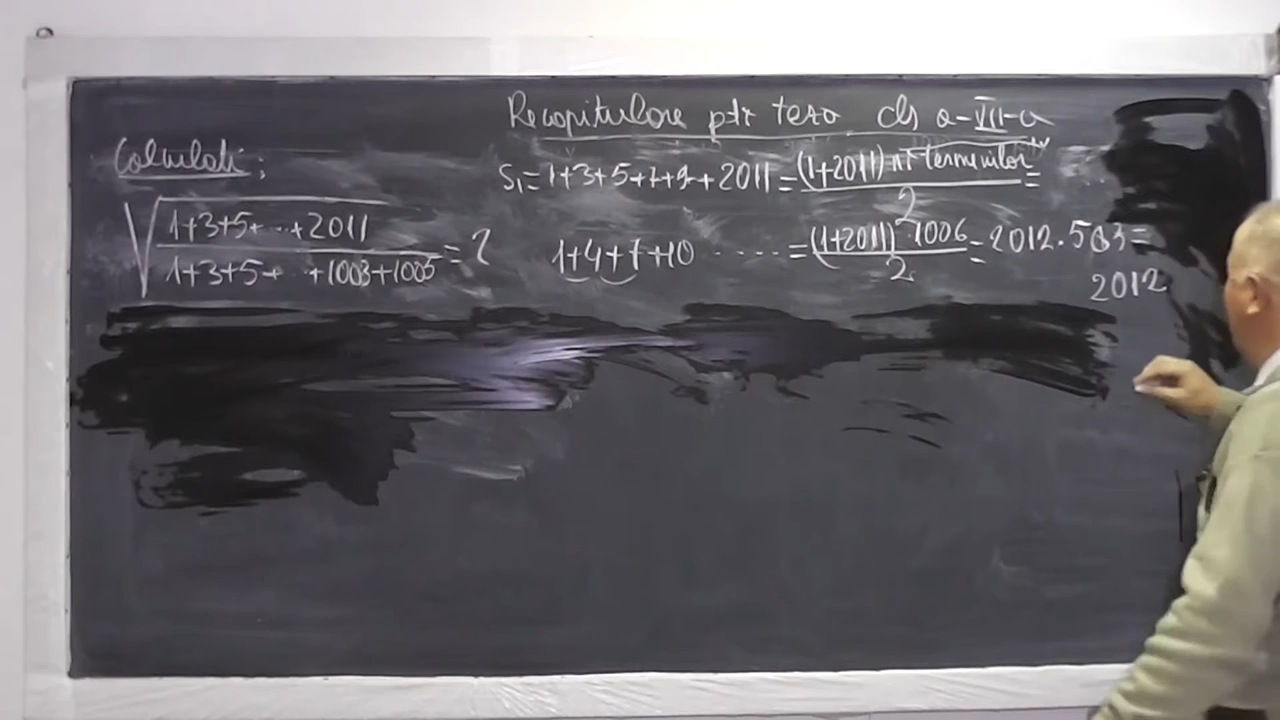 Recapitulare ptr teza cls a-VII-a
Calculati:
S₁=1+3+5+7+9+2011=(1+2011)nr terminilor/2=
√(1+3+5+...+2011/1+3+5+...+1003+1005)=?
1+4+7+10.....=(1+2011)·1006/2=2012·503=
2012